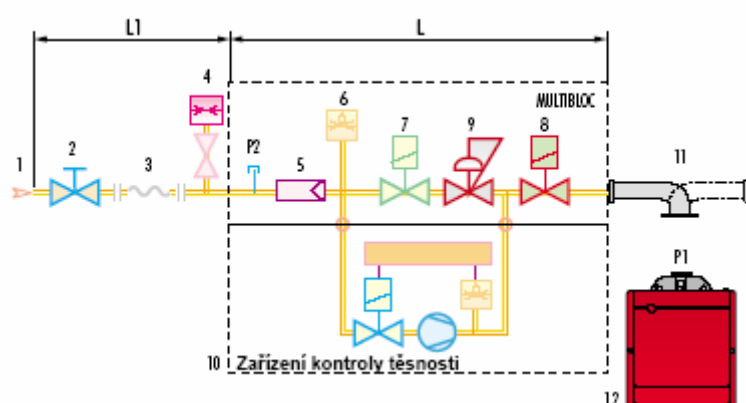 L1 L
4 6 MULTIBLOC
1 2 3 P2 5 7 9 8 11
P1
10 Zařízení kontroly těsnosti
12